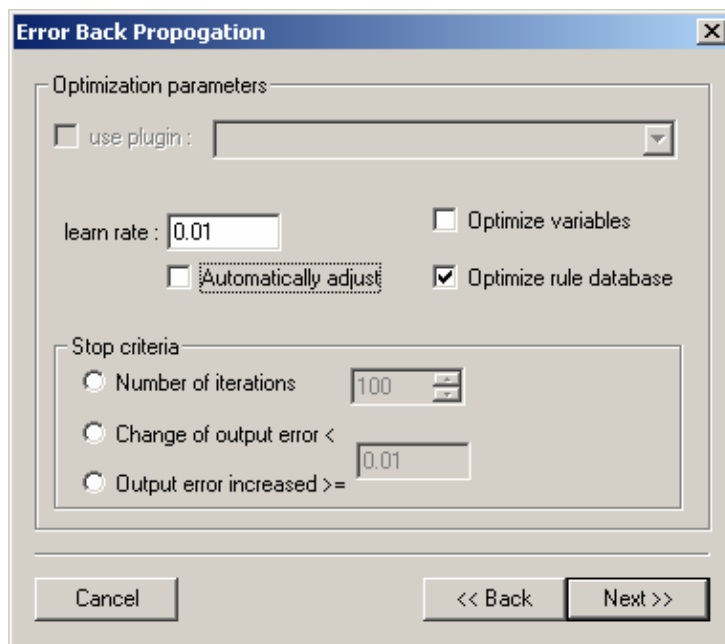 Error Back Propogation
Optimization parameters
use plugin :
learn rate : 0.01
Optimize variables
Automatically adjust
Optimize rule database
Stop criteria
Number of iterations 100
Change of output error <
0.01
Output error increased >=
Cancel
<< Back
Next >>